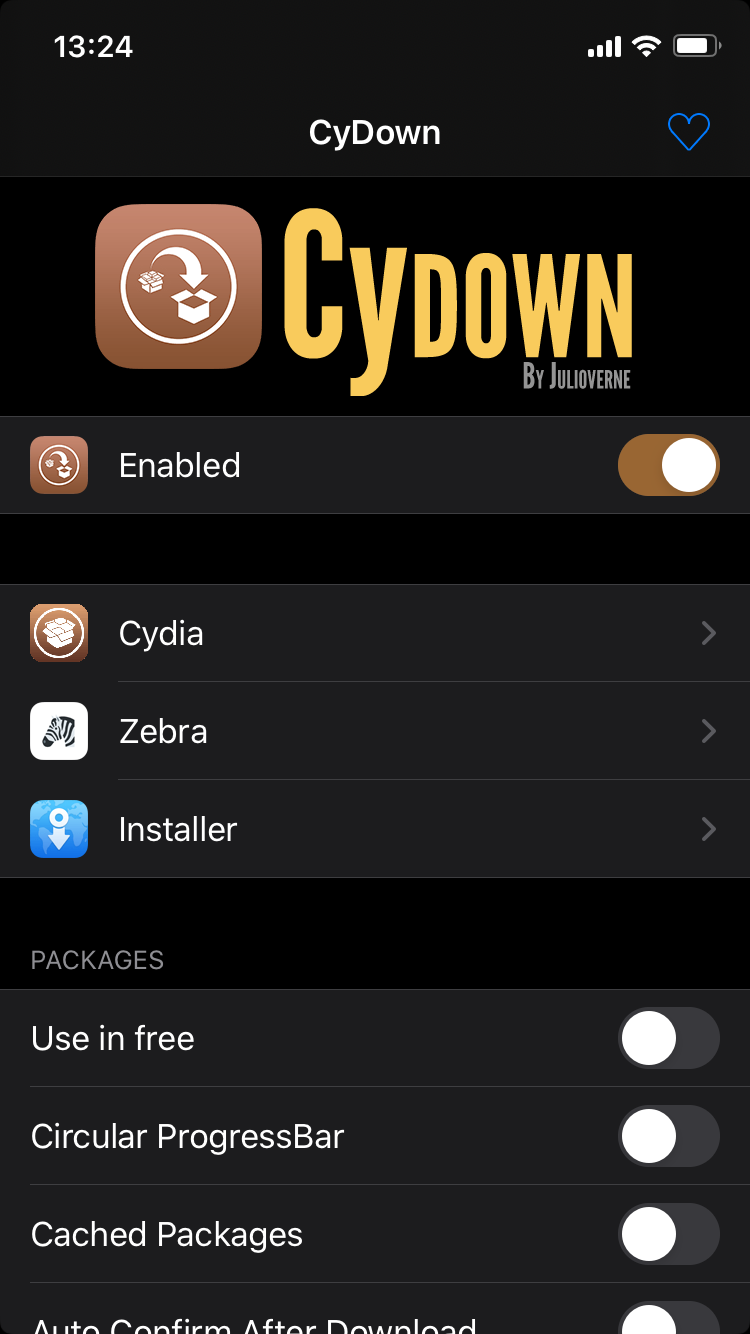 13:24
CyDown
Cydown
By Julioverne
Enabled
Cydia
Zebra
Installer
PACKAGES
Use in free
Circular ProgressBar
Cached Packages
Auto Confirm After Download